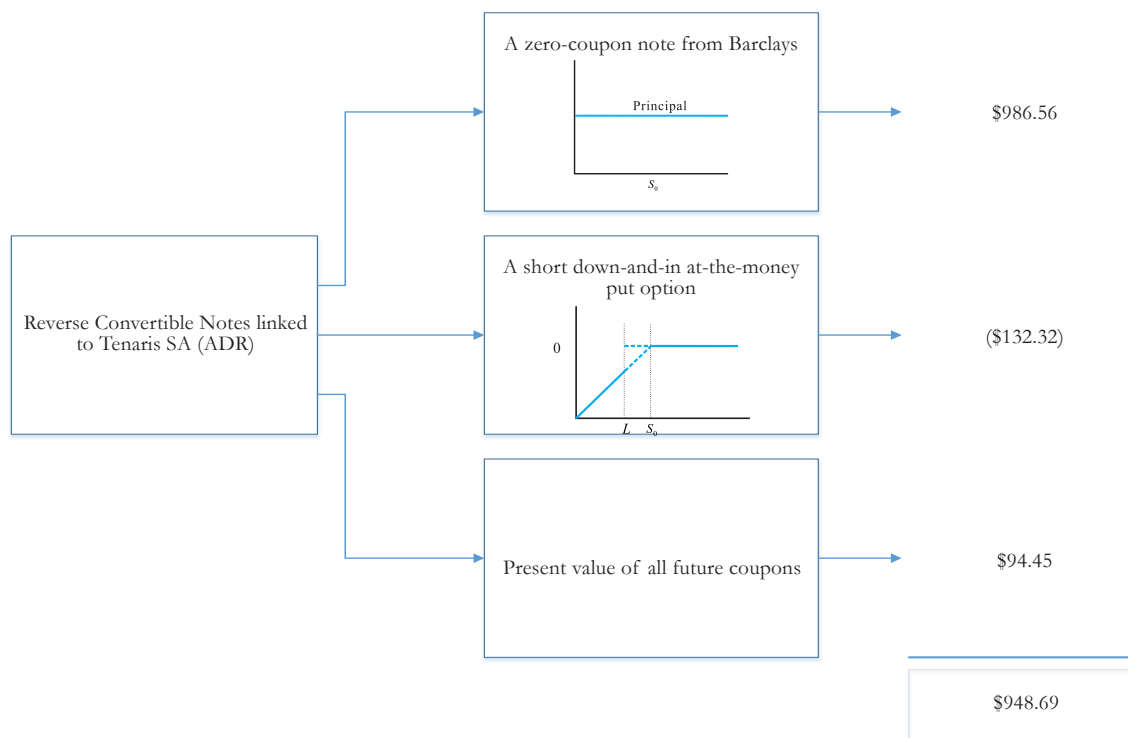 A zero-coupon note from Barclays
Principal
S0
$986.56
Reverse Convertible Notes linked
to Tenaris SA (ADR)
A short down-and-in at-the-money
put option
0
L
S0
($132.32)
Present value of all future coupons
$94.45
$948.69